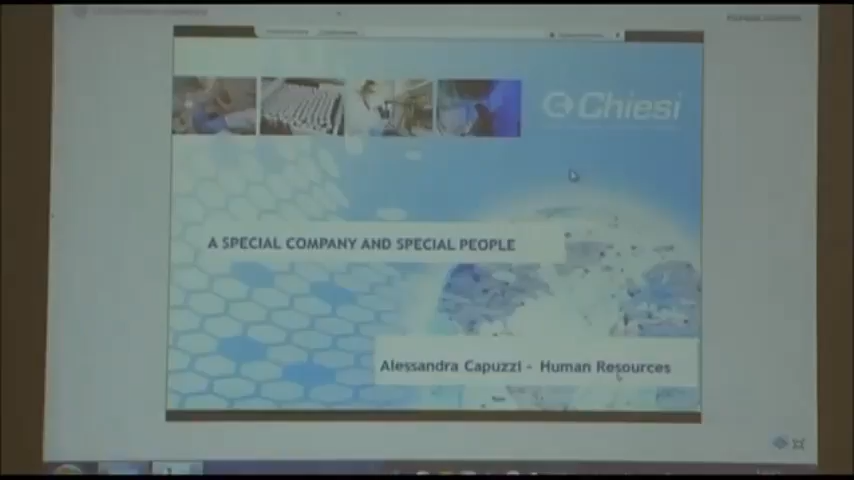 Chiesi
A SPECIAL COMPANY AND SPECIAL PEOPLE
Alessandra Capuzzi - Human Resources